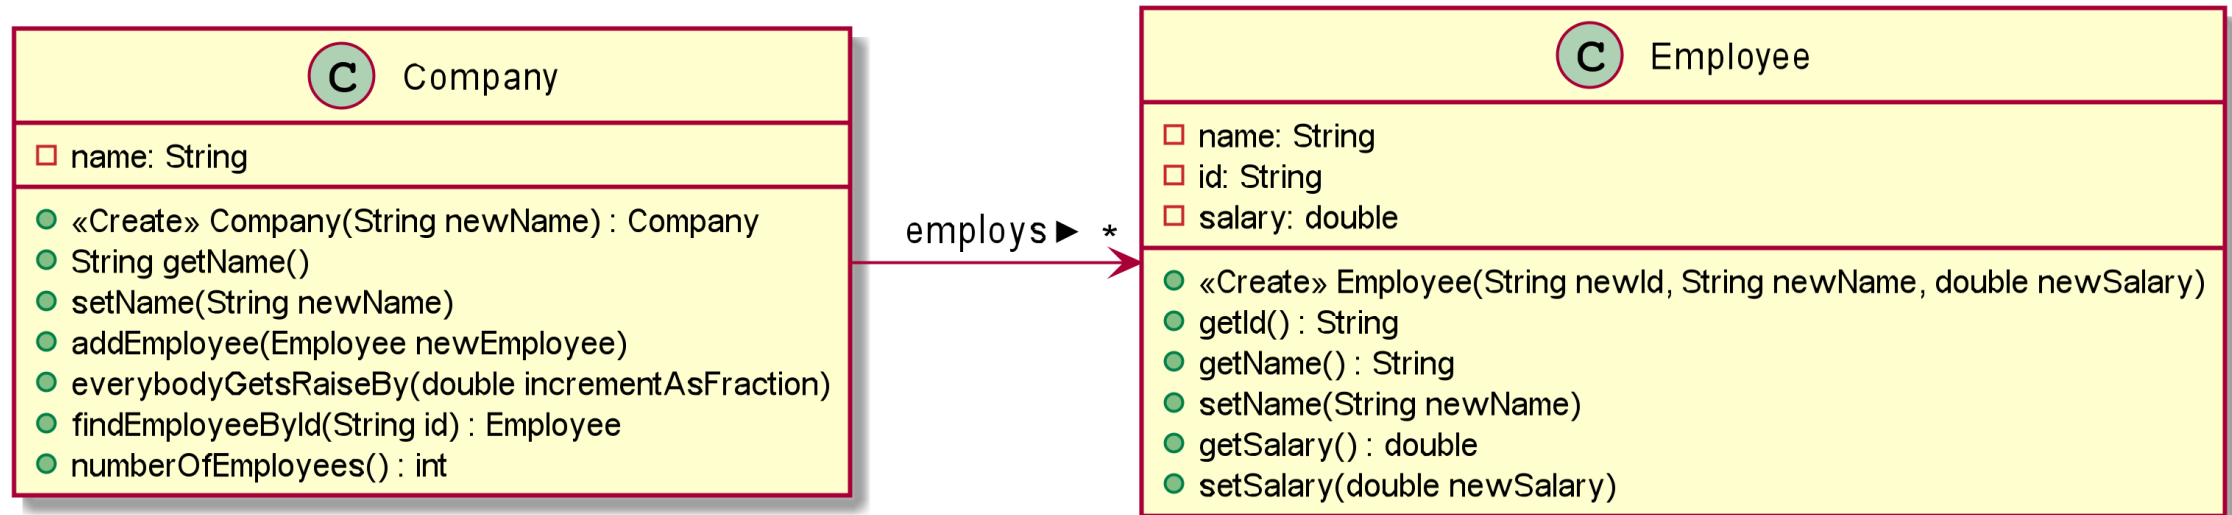 C Company
name: String
«Create» Company(String newName) : Company
String getName()
setName(String newName)
addEmployee(Employee newEmployee)
everybodyGetsRaiseBy(double incrementAsFraction)
findEmployeeById(String id) : Employee
numberOfEmployees() : int
employs▶ *
C Employee
name: String
id: String
salary: double
«Create» Employee(String newId, String newName, double newSalary)
getId() : String
getName() : String
setName(String newName)
getSalary() : double
setSalary(double newSalary)